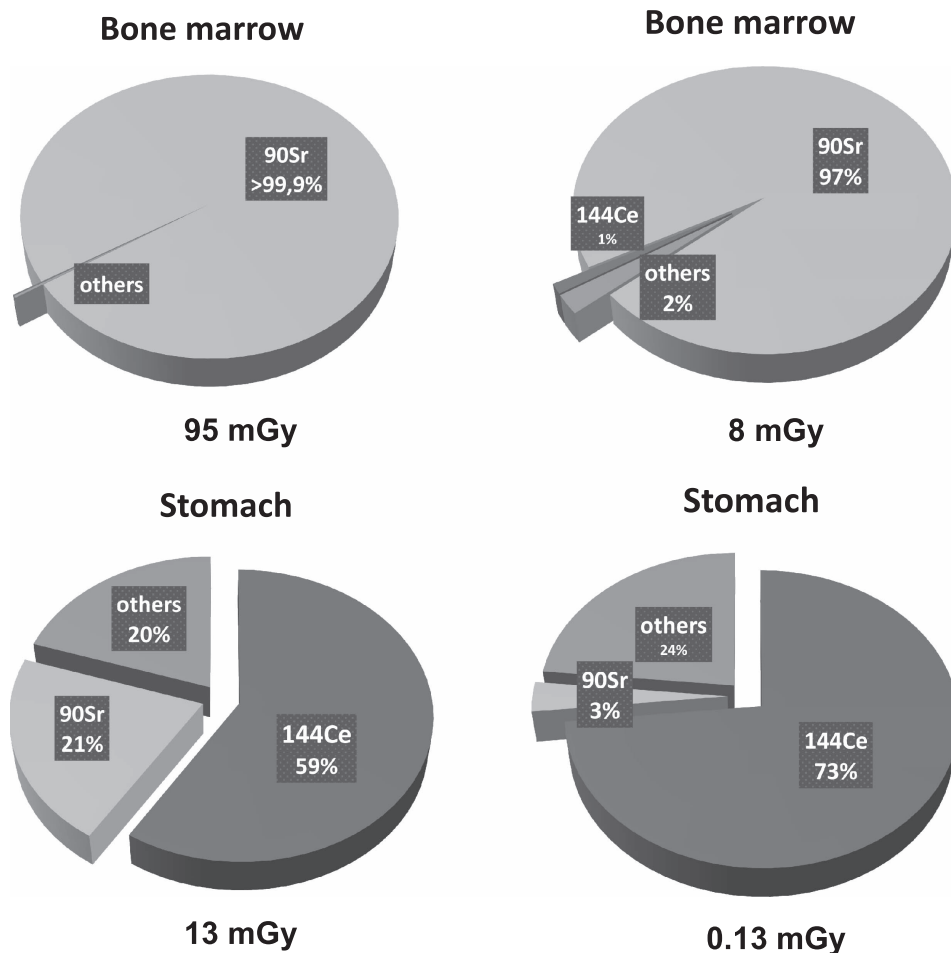 Bone marrow
90Sr
>99,9%
others
95 mGy
Bone marrow
90Sr
97%
144Ce
1%
others
2%
8 mGy
Stomach
others
20%
90Sr
21%
144Ce
59%
13 mGy
Stomach
others
24%
90Sr
3%
144Ce
73%
0.13 mGy